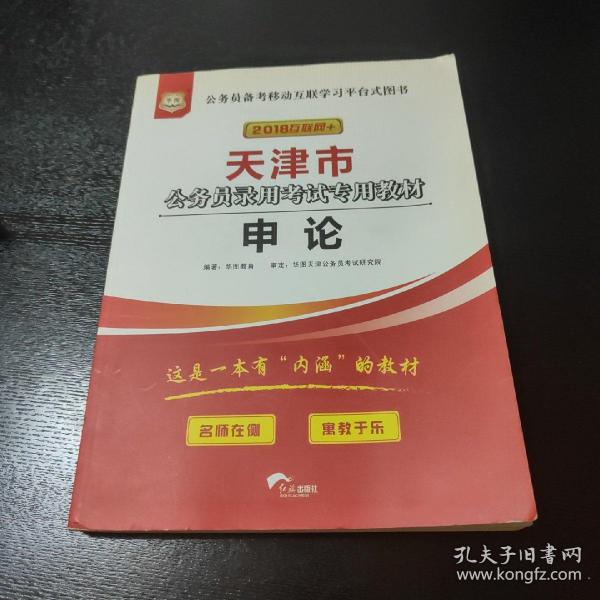 华图
公务员备考移动互联学习平台式图书
2018互联网+
天津市
公务员录用考试专用教材
申论
编著：华图教育 审定：华图天津公务员考试研究院
这是一本有“内涵”的教材
名师在侧 寓教于乐
红旗出版社
孔夫子旧书网
www.kongfz.com